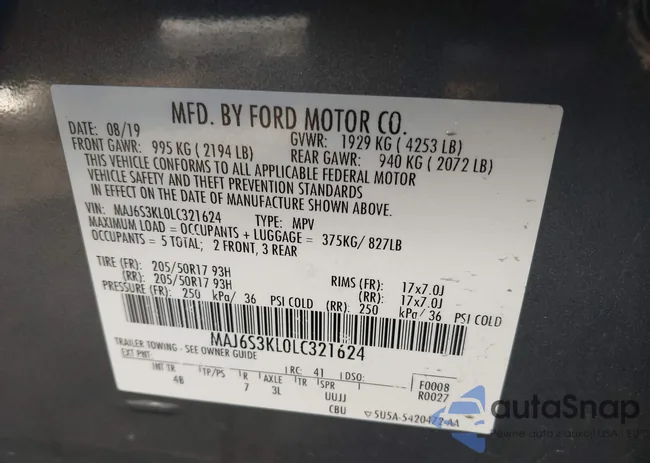 MFD. BY FORD MOTOR CO.
DATE: 08/19 GVWR: 1929 KG ( 4253 LB)
FRONT GAWR: 995 KG ( 2194 LB) REAR GAWR: 940 KG ( 2072 LB)
THIS VEHICLE CONFORMS TO ALL APPLICABLE FEDERAL MOTOR
VEHICLE SAFETY AND THEFT PREVENTION STANDARDS
IN EFFECT ON THE DATE OF MANUFACTURE SHOWN ABOVE.
VIN: MAJ6S3KL0LC321624 TYPE: MPV
MAXIMUM LOAD = OCCUPANTS + LUGGAGE = 375KG/ 827LB
OCCUPANTS = 5 TOTAL; 2 FRONT, 3 REAR
TIRE (FR): 205/50R17 93H RIMS (FR): 17x7.0J
(RR): 205/50R17 93H (RR): 17x7.0J
PRESSURE (FR): 250 kPa/ 36 PSI COLD (RR): 250 kPa/ 36 PSI COLD
MAJ6S3KL0LC321624
TRAILER TOWING - SEE OWNER GUIDE
EXT PNT: RC: 41 DSO: F0008
R0027
INT TR TP/PS R AXLE TR SPR
4B 7 3L UUJJ
CBU 5U5A-5420472-AA
autaSnap